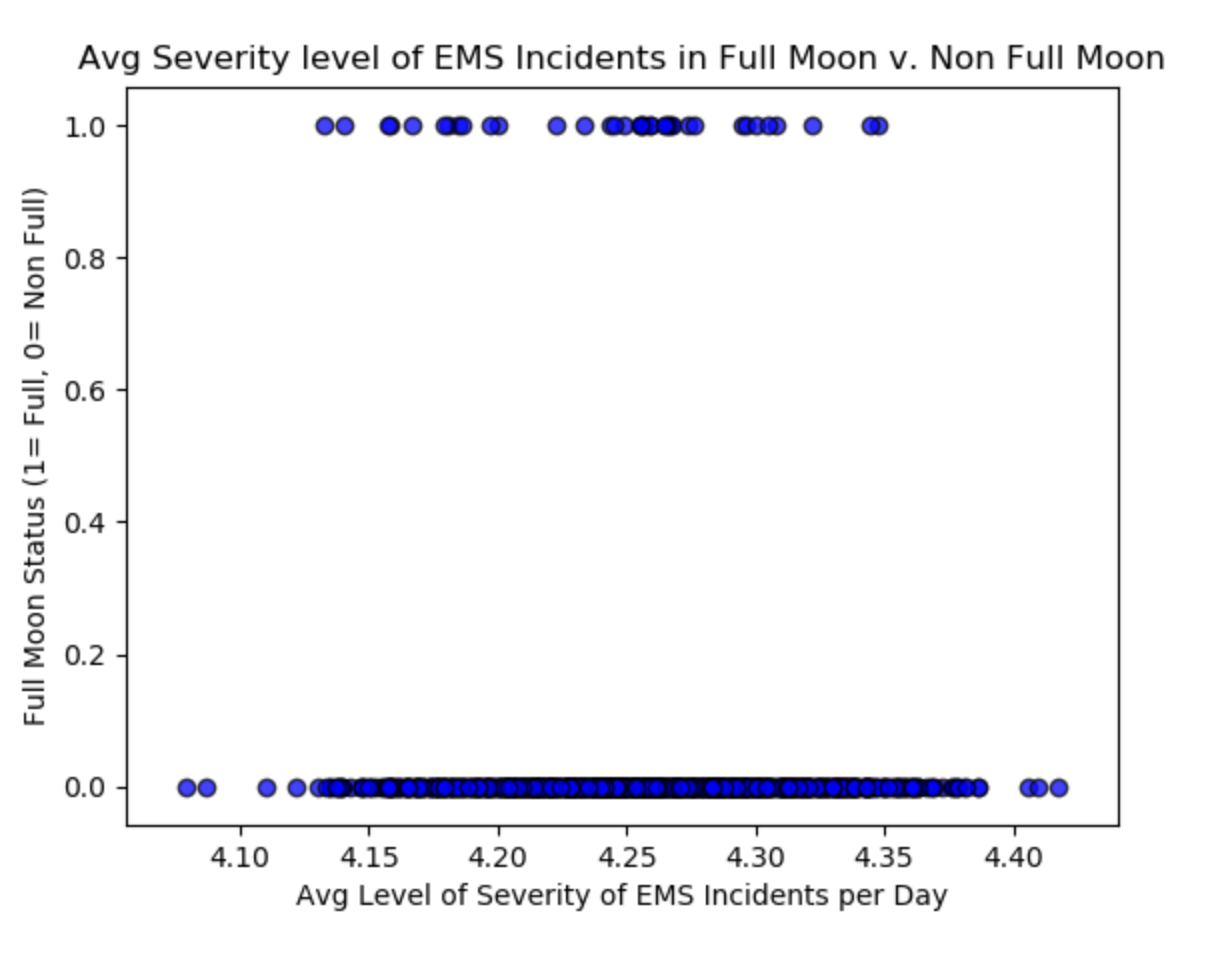 Avg Severity level of EMS Incidents in Full Moon v. Non Full Moon
Full Moon Status (1= Full, 0= Non Full)
1.0
0.8
0.6
0.4
0.2
0.0
4.10 4.15 4.20 4.25 4.30 4.35 4.40
Avg Level of Severity of EMS Incidents per Day